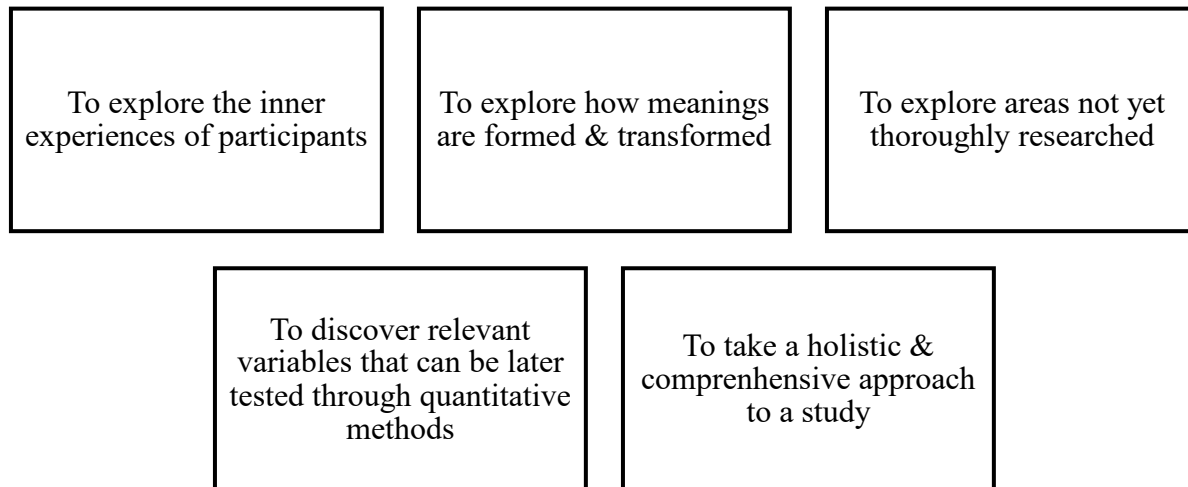 To explore the inner
experiences of participants
To explore how meanings
are formed & transformed
To explore areas not yet
thoroughly researched
To discover relevant
variables that can be later
tested through quantitative
methods
To take a holistic &
comprenhensive approach
to a study